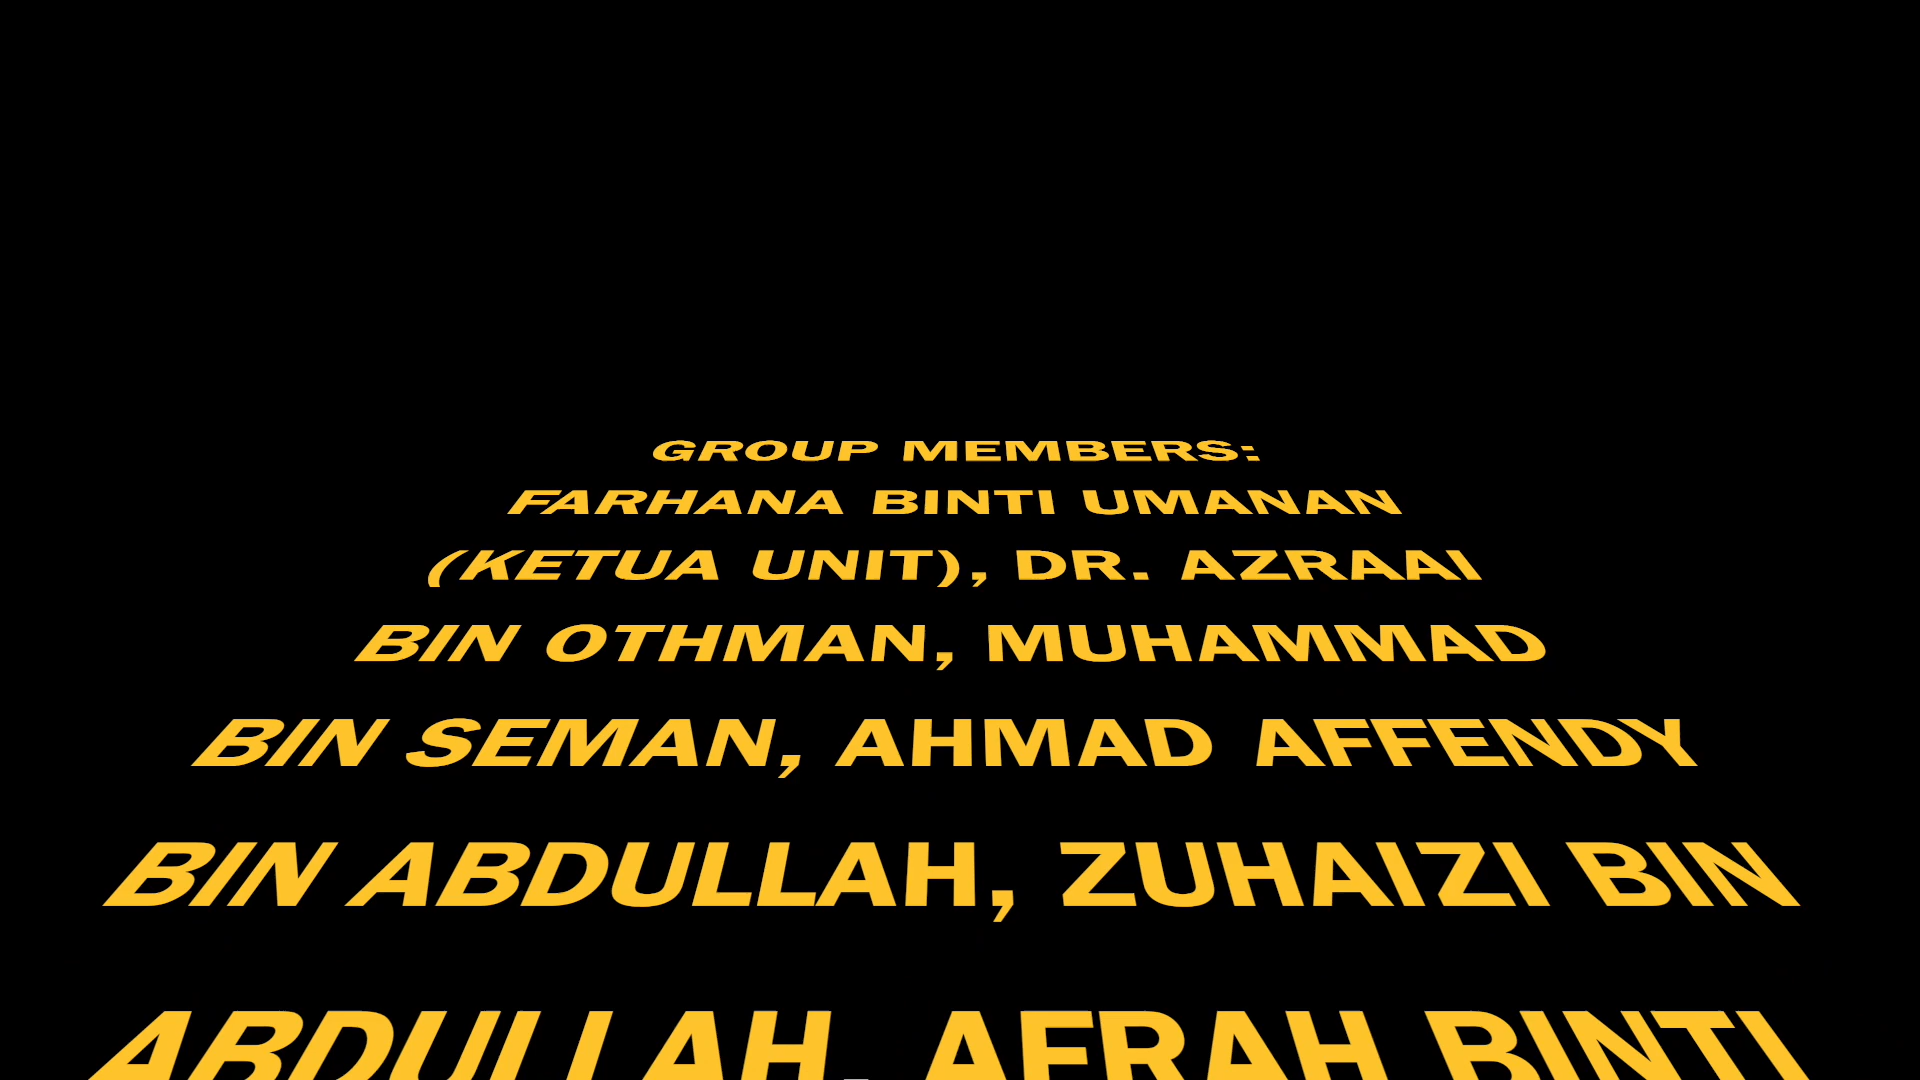 GROUP MEMBERS:
FARHANA BINTI UMANAN
(KETUA UNIT), DR. AZRAAI
BIN OTHMAN, MUHAMMAD
BIN SEMAN, AHMAD AFFENDY
BIN ABDULLAH, ZUHAIZI BIN
ABDULLAH, AFRAH BINTI